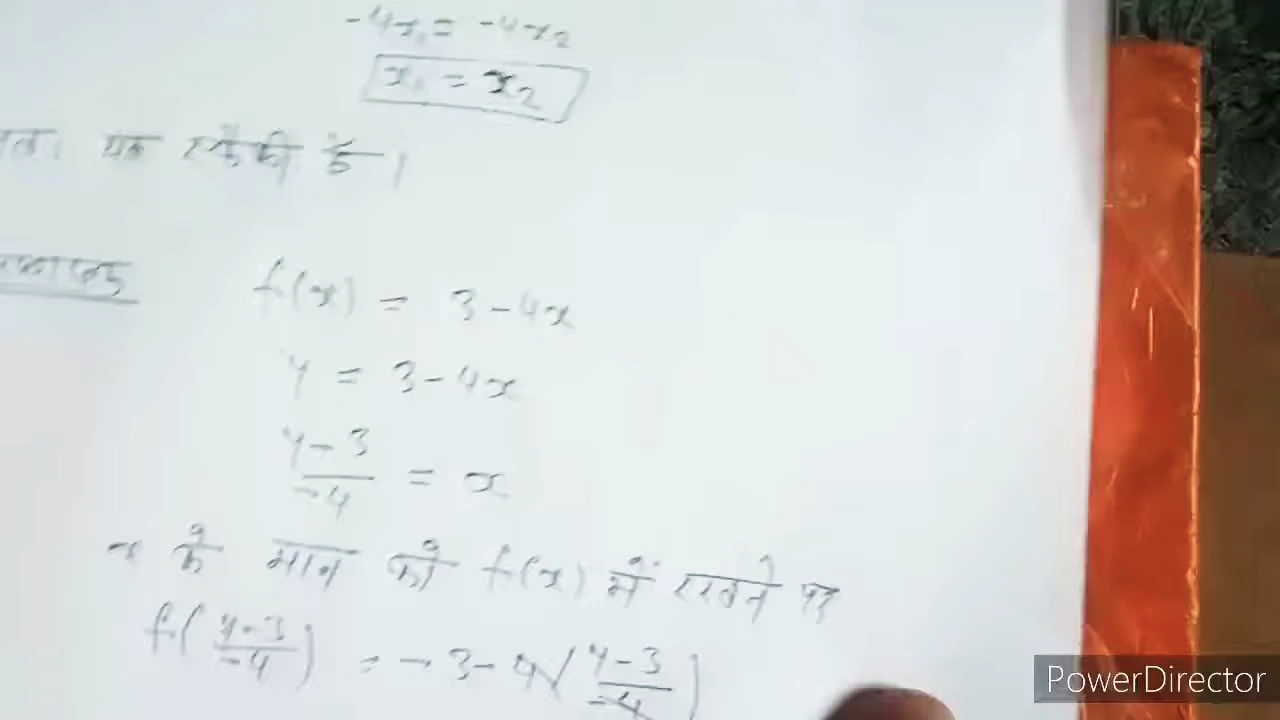 -4x₁ = -4x₂
x₁ = x₂
यह एकैकी है।
f(x) = 3-4x
y = 3-4x
y-3/-4 = x
x के मान को f(x) में रखने पर
f(y-3/-4) = -3-4(y-3/-4)
PowerDirector